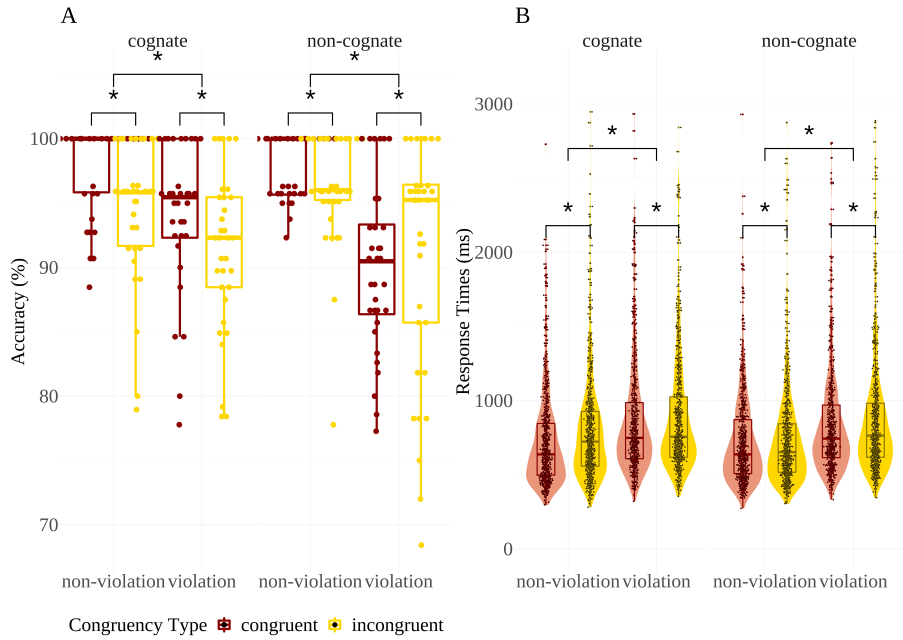 A
B
cognate
non-cognate
cognate
non-cognate
*
*
*
*
*
*
*
*
*
*
*
*
100
90
80
70
Accuracy (%)
3000
2000
1000
0
Response Times (ms)
non-violation violation
non-violation violation
non-violation violation
non-violation violation
Congruency Type congruent incongruent